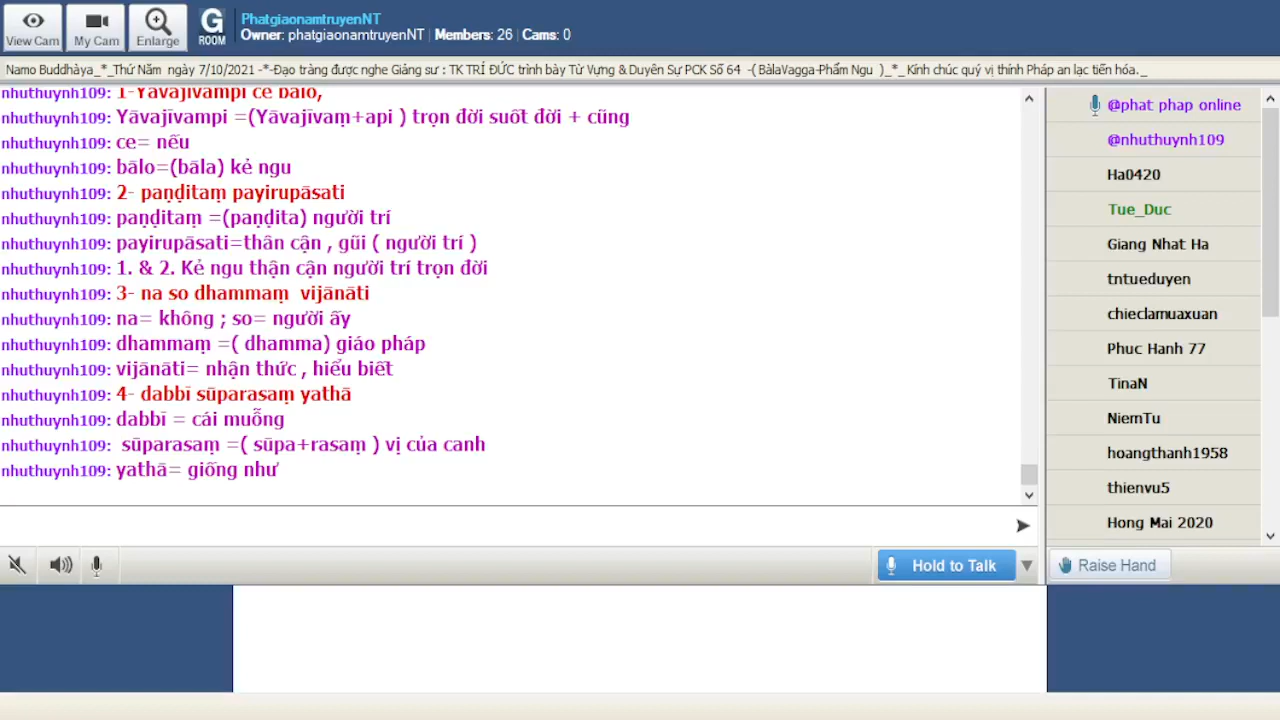 View Cam
My Cam
Enlarge
G ROOM
PhatgiaonamtruyenNT
Owner: phatgiaonamtruyenNT | Members: 26 | Cams: 0
Namo Buddhàya_*_Thứ Năm ngày 7/10/2021 -*-Đạo tràng được nghe Giảng sư : TK TRÍ ĐỨC trình bày Từ Vựng & Duyên Sự PCK Số 64 -( BàlaVagga-Phẩm Ngu )_*_ Kính chúc quý vị thính Pháp an lạc tiến hóa._
nhuthuynh109: 1-Yāvajīvampi ce bālo,
nhuthuynh109: Yāvajīvampi =(Yāvajīvaṃ+api ) trọn đời suốt đời + cũng
nhuthuynh109: ce= nếu
nhuthuynh109: bālo=(bāla) kẻ ngu
nhuthuynh109: 2- paṇḍitaṃ payirupāsati
nhuthuynh109: paṇḍitaṃ =(paṇḍita) người trí
nhuthuynh109: payirupāsati=thân cận , gũi ( người trí )
nhuthuynh109: 1. & 2. Kẻ ngu thận cận người trí trọn đời
nhuthuynh109: 3- na so dhammaṃ vijānāti
nhuthuynh109: na= không ; so= người ấy
nhuthuynh109: dhammaṃ =( dhamma) giáo pháp
nhuthuynh109: vijānāti= nhận thức , hiểu biết
nhuthuynh109: 4- dabbī sūparasaṃ yathā
nhuthuynh109: dabbī = cái muỗng
nhuthuynh109: sūparasaṃ =( sūpa+rasaṃ ) vị của canh
nhuthuynh109: yathā= giống như
@phat phap online
@nhuthuynh109
Ha0420
Tue_Duc
Giang Nhat Ha
tntueduyen
chieclamuaxuan
Phuc Hanh 77
TinaN
NiemTu
hoangthanh1958
thienvu5
Hong Mai 2020
Hold to Talk
Raise Hand